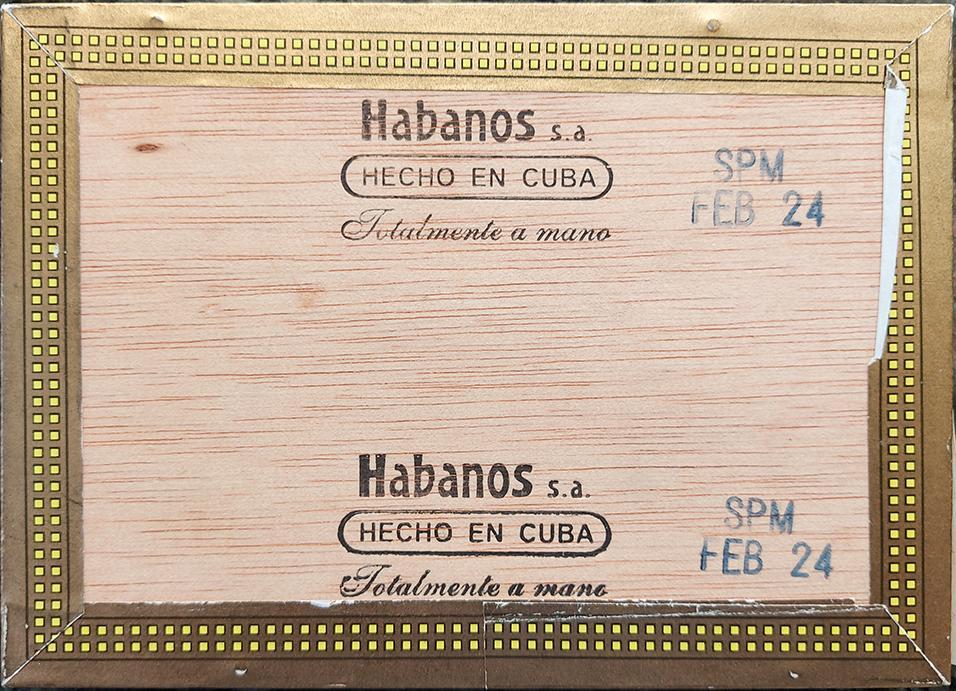 Habanos s.a.
HECHO EN CUBA
Totalmente a mano
SPM
FEB 24
Habanos s.a.
HECHO EN CUBA
Totalmente a mano
SPM
FEB 24